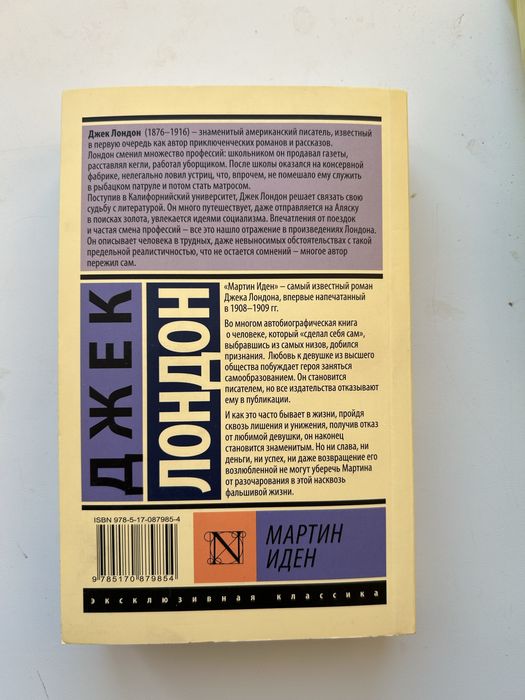 Джек Лондон (1876–1916) – знаменитый американский писатель, известный
в первую очередь как автор приключенческих романов и рассказов.
Лондон сменил множество профессий: школьником он продавал газеты,
расставлял кегли, работал уборщиком. После школы оказался на консервной
фабрике, нелегально ловил устриц, что, впрочем, не помешало ему служить
в рыбацком патруле и потом стать матросом.
Поступив в Калифорнийский университет, Джек Лондон решает связать свою
судьбу с литературой. Он много путешествует, даже отправляется на Аляску
в поисках золота, увлекается идеями социализма. Впечатления от поездок
и частая смена профессий – все это нашло отражение в произведениях Лондона.
Он описывает человека в трудных, даже невыносимых обстоятельствах с такой
предельной реалистичностью, что не остается сомнений – многое автор
пережил сам.
ДЖЕК
ЛОНДОН
«Мартин Иден» – самый известный роман
Джека Лондона, впервые напечатанный
в 1908–1909 гг.
Во многом автобиографическая книга
о человеке, который «сделал себя сам»,
выбравшись из самых низов, добился
признания. Любовь к девушке из высшего
общества побуждает героя заняться
самообразованием. Он становится
писателем, но все издательства отказывают
ему в публикации.
И как это часто бывает в жизни, пройдя
сквозь лишения и унижения, получив отказ
от любимой девушки, он наконец
становится знаменитым. Но ни слава, ни
деньги, ни успех, ни даже возвращение его
возлюбленной не могут уберечь Мартина
от разочарования в этой насквозь
фальшивой жизни.
ISBN 978-5-17-087985-4
9 785170 879854
N
МАРТИН
ИДЕН
эксклюзивная классика